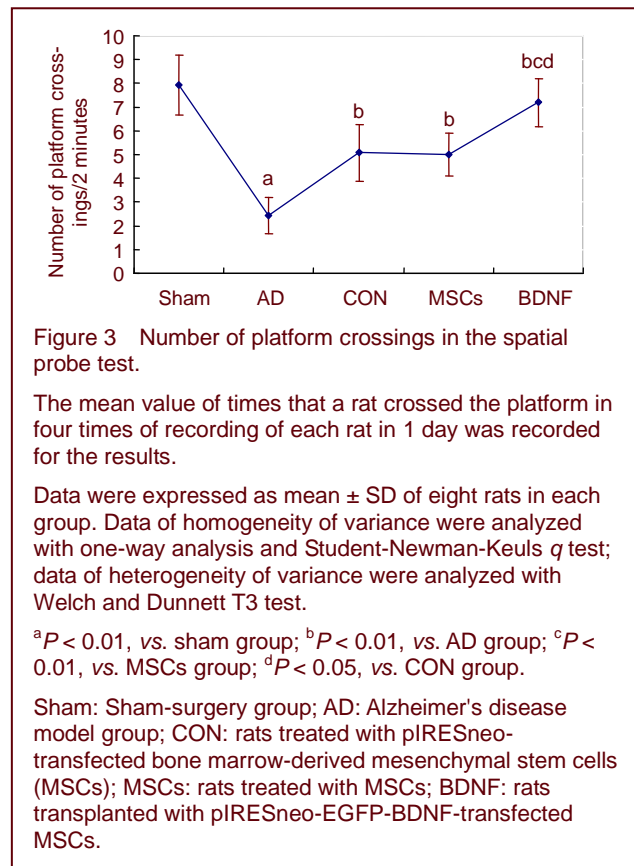 Number of platform cross-
ings/2 minutes
10
9
8
7
6
5
4
3
2
1
0
a
b
b
bcd
Sham AD CON MSCs BDNF
Figure 3 Number of platform crossings in the spatial
probe test.
The mean value of times that a rat crossed the platform in
four times of recording of each rat in 1 day was recorded
for the results.
Data were expressed as mean ± SD of eight rats in each
group. Data of homogeneity of variance were analyzed
with one-way analysis and Student-Newman-Keuls q test;
data of heterogeneity of variance were analyzed with
Welch and Dunnett T3 test.
aP < 0.01, vs. sham group; bP < 0.01, vs. AD group; cP <
0.01, vs. MSCs group; dP < 0.05, vs. CON group.
Sham: Sham-surgery group; AD: Alzheimer's disease
model group; CON: rats treated with pIRESneo-
transfected bone marrow-derived mesenchymal stem cells
(MSCs); MSCs: rats treated with MSCs; BDNF: rats
transplanted with pIRESneo-EGFP-BDNF-transfected
MSCs.